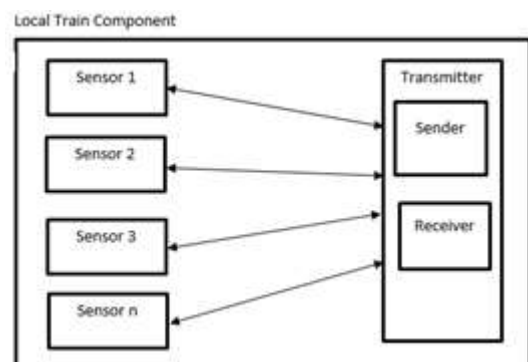 Local Train Component
Sensor 1
Transmitter
Sender
Sensor 2
Sensor 3
Receiver
Sensor n